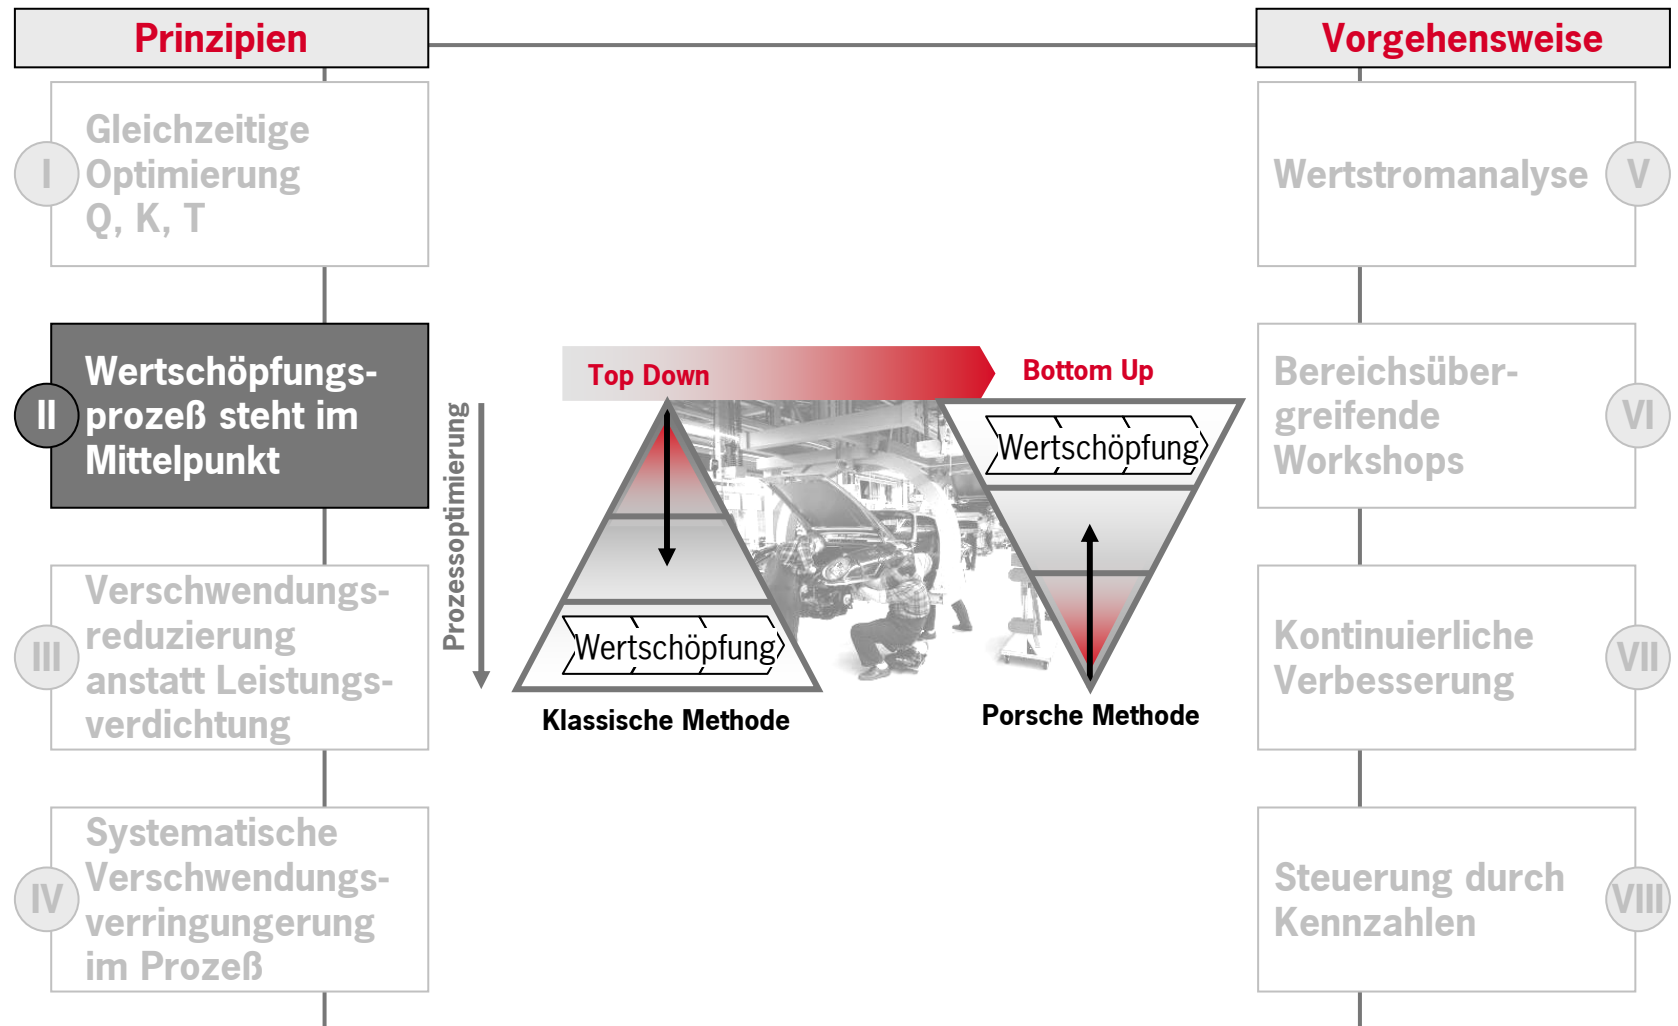 Prinzipien
Vorgehensweise
I
Gleichzeitige
Optimierung
Q, K, T
II
Wertschöpfungs-
prozeß steht im
Mittelpunkt
III
Verschwendungs-
reduzierung
anstatt Leistungs-
verdichtung
IV
Systematische
Verschwendungs-
verringungerung
im Prozeß
Prozessoptimierung
Top Down
Wertschöpfung
Klassische Methode
Bottom Up
Wertschöpfung
Porsche Methode
Wertstromanalyse
V
Bereichsüber-
greifende
Workshops
VI
Kontinuierliche
Verbesserung
VII
Steuerung durch
Kennzahlen
VIII